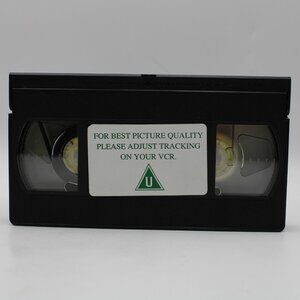 FOR BEST PICTURE QUALITY
PLEASE ADJUST TRACKING
ON YOUR VCR.
U